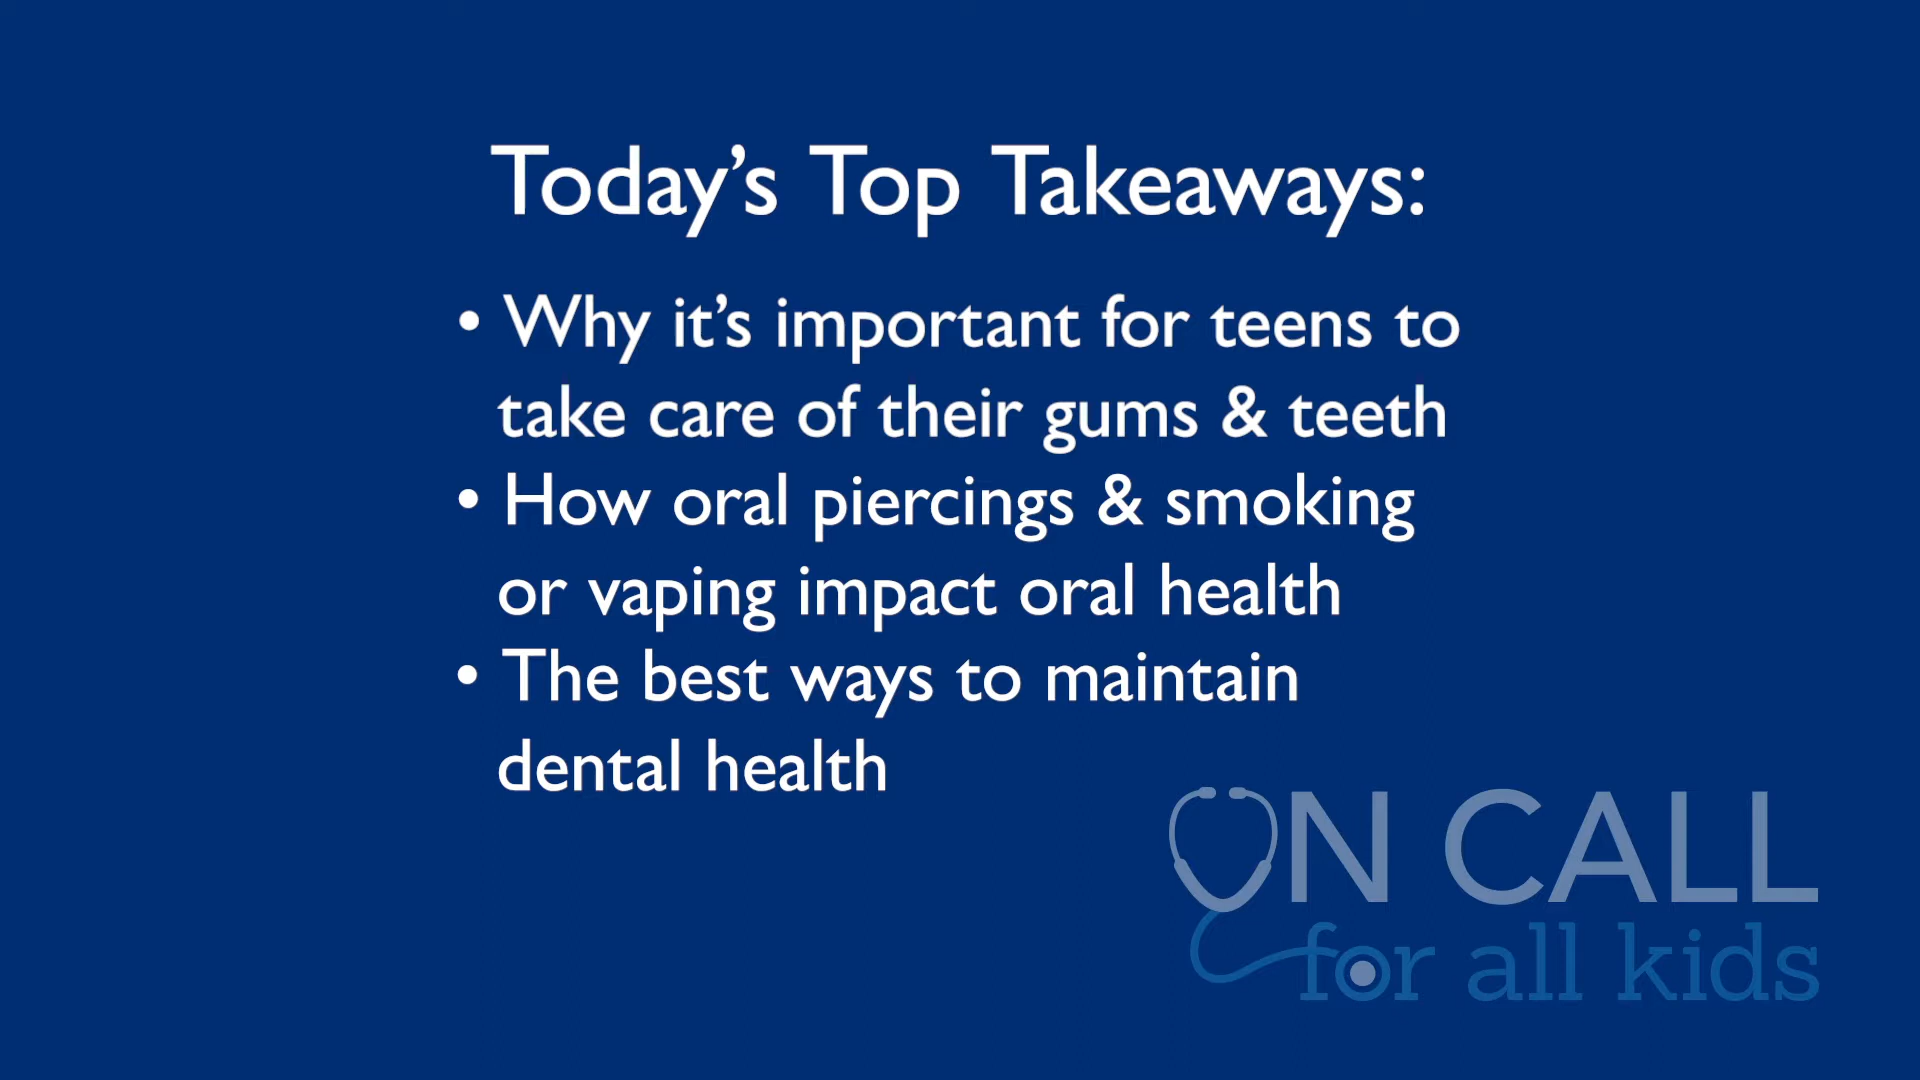 Today’s Top Takeaways:
• Why it’s important for teens to
take care of their gums & teeth
• How oral piercings & smoking
or vaping impact oral health
• The best ways to maintain
dental health
ON CALL
for all kids